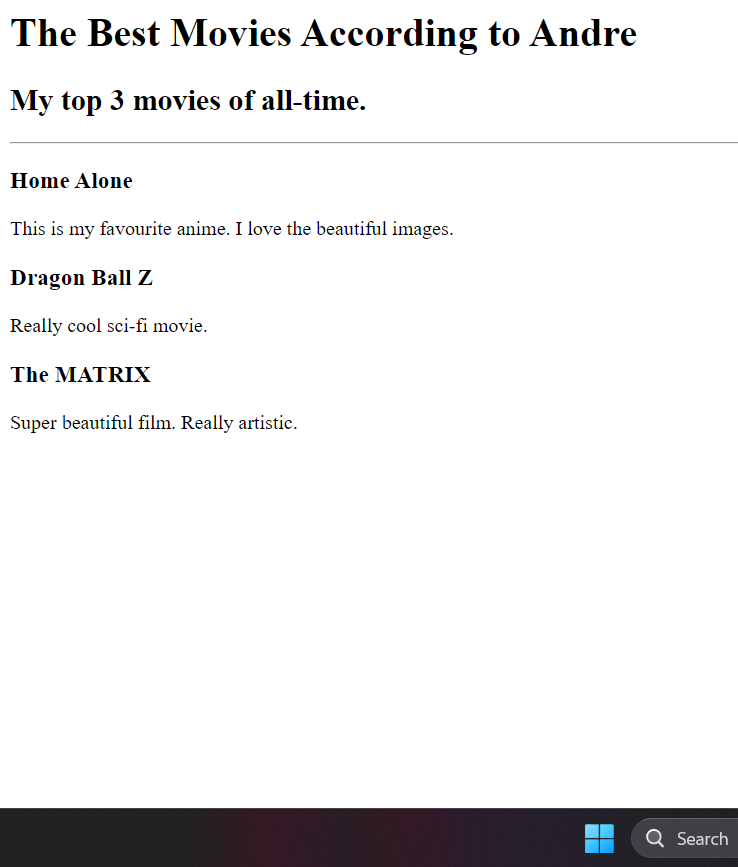 The Best Movies According to Andre
My top 3 movies of all-time.
Home Alone
This is my favourite anime. I love the beautiful images.
Dragon Ball Z
Really cool sci-fi movie.
The MATRIX
Super beautiful film. Really artistic.
Search